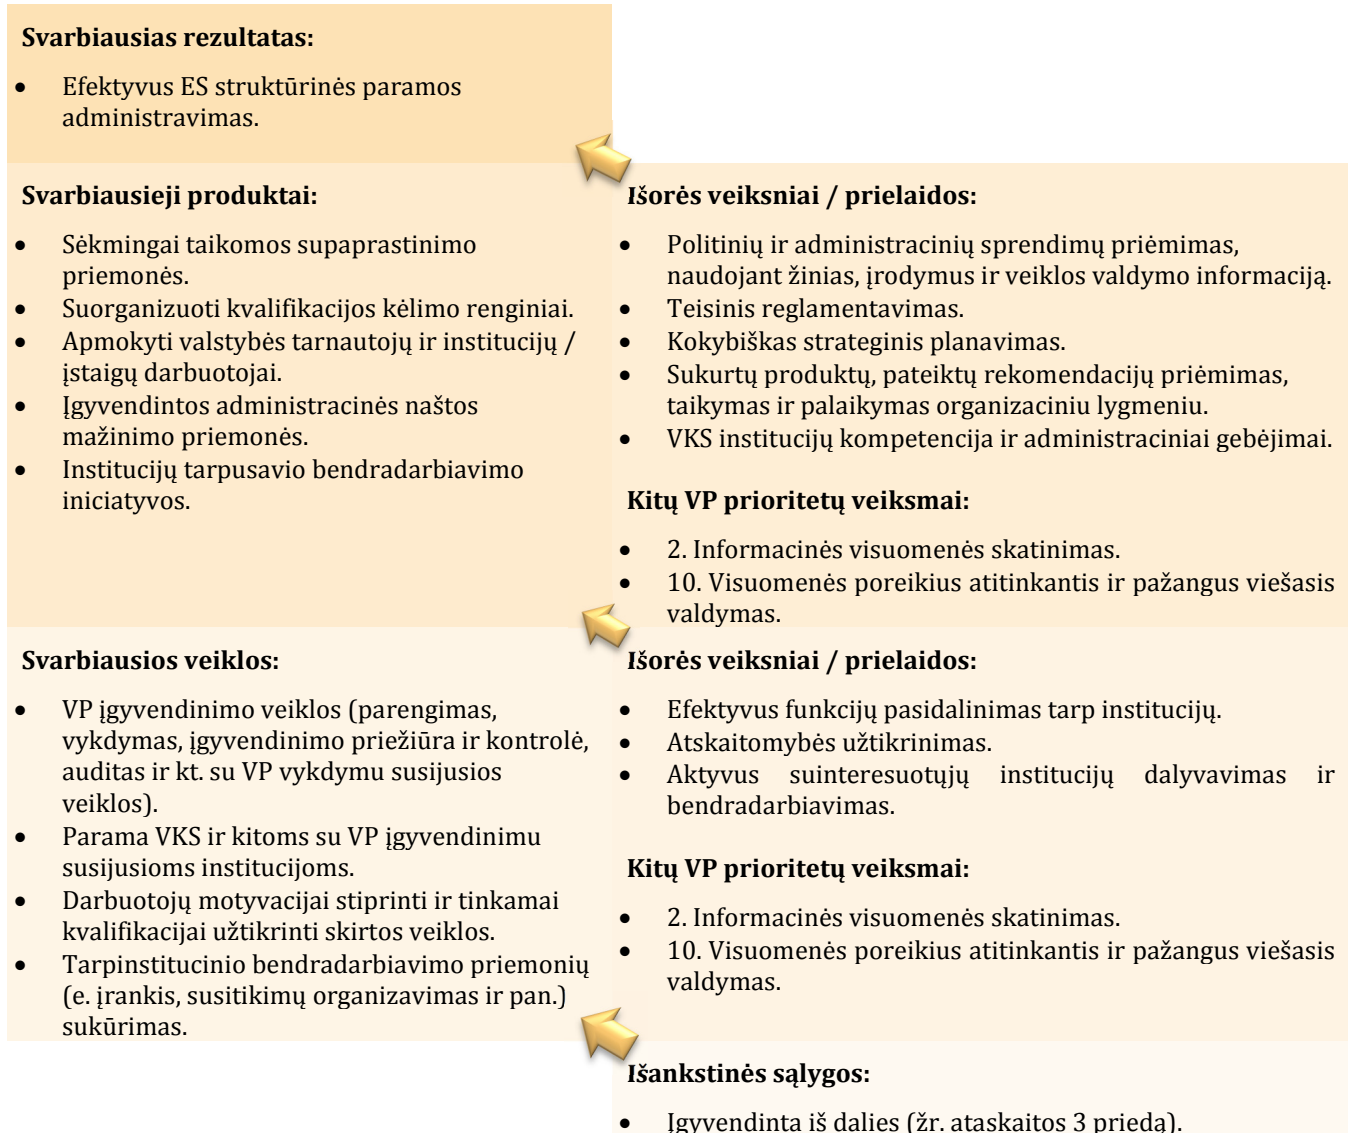 Svarbiausias rezultatas:
• Efektyvus ES struktūrinės paramos
administravimas.
Svarbiausieji produktai:
• Sėkmingai taikomos supaprastinimo
priemonės.
• Suorganizuoti kvalifikacijos kėlimo renginiai.
• Apmokyti valstybės tarnautojų ir institucijų /
įstaigų darbuotojai.
• Įgyvendintos administracinės naštos
mažinimo priemonės.
• Institucijų tarpusavio bendradarbiavimo
iniciatyvos.
Išorės veiksniai / prielaidos:
• Politinių ir administracinių sprendimų priėmimas,
naudojant žinias, įrodymus ir veiklos valdymo informaciją.
• Teisinis reglamentavimas.
• Kokybiškas strateginis planavimas.
• Sukurtų produktų, pateiktų rekomendacijų priėmimas,
taikymas ir palaikymas organizaciniu lygmeniu.
• VKS institucijų kompetencija ir administraciniai gebėjimai.
Kitų VP prioritetų veiksmai:
• 2. Informacinės visuomenės skatinimas.
• 10. Visuomenės poreikius atitinkantis ir pažangus viešasis
valdymas.
Svarbiausios veiklos:
• VP įgyvendinimo veiklos (parengimas,
vykdymas, įgyvendinimo priežiūra ir kontrolė,
auditas ir kt. su VP vykdymu susijusios
veiklos).
• Parama VKS ir kitoms su VP įgyvendinimu
susijusioms institucijoms.
• Darbuotojų motyvacijai stiprinti ir tinkamai
kvalifikacijai užtikrinti skirtos veiklos.
• Tarpinstitucinio bendradarbiavimo priemonių
(e. įrankis, susitikimų organizavimas ir pan.)
sukūrimas.
Išorės veiksniai / prielaidos:
• Efektyvus funkcijų pasidalinimas tarp institucijų.
• Atskaitomybės užtikrinimas.
• Aktyvus suinteresuotųjų institucijų dalyvavimas ir
bendradarbiavimas.
Kitų VP prioritetų veiksmai:
• 2. Informacinės visuomenės skatinimas.
• 10. Visuomenės poreikius atitinkantis ir pažangus viešasis
valdymas.
Išankstinės sąlygos:
• Įgyvendinta iš dalies (žr. ataskaitos 3 priedą).